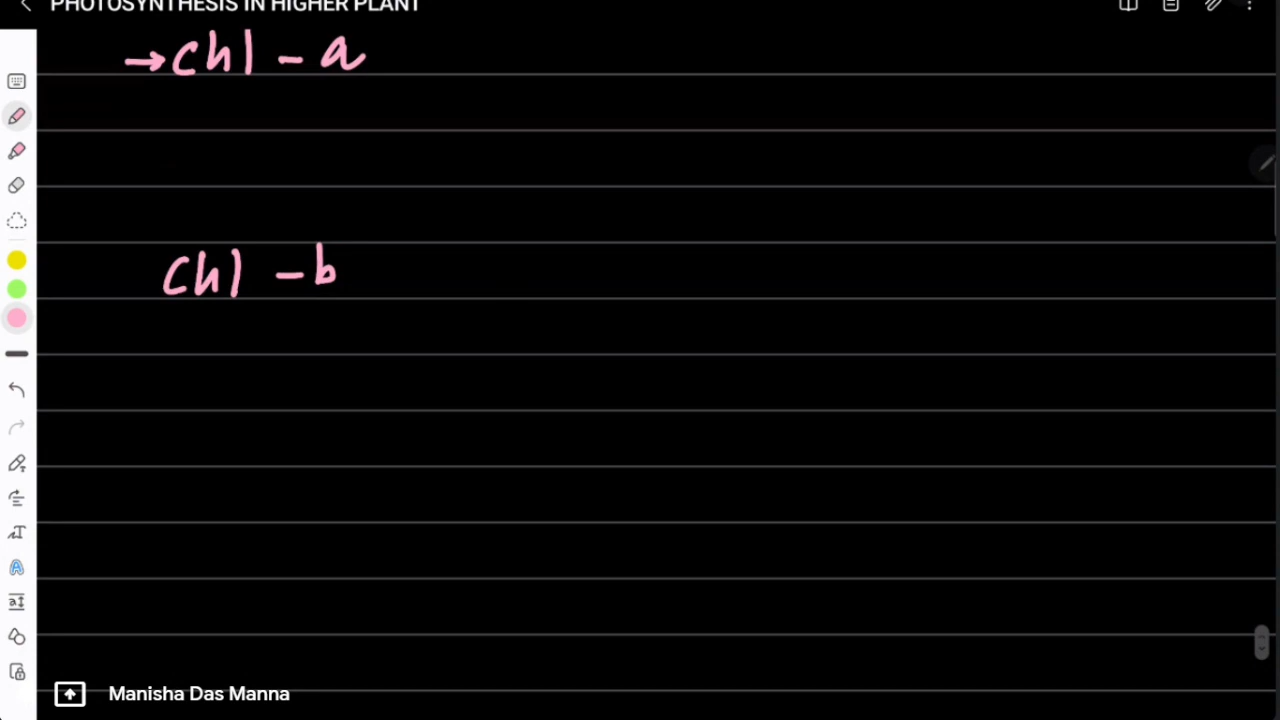 PHOTOSYNTHESIS IN HIGHER PLANT
→ chl - a
chl - b
Manisha Das Manna